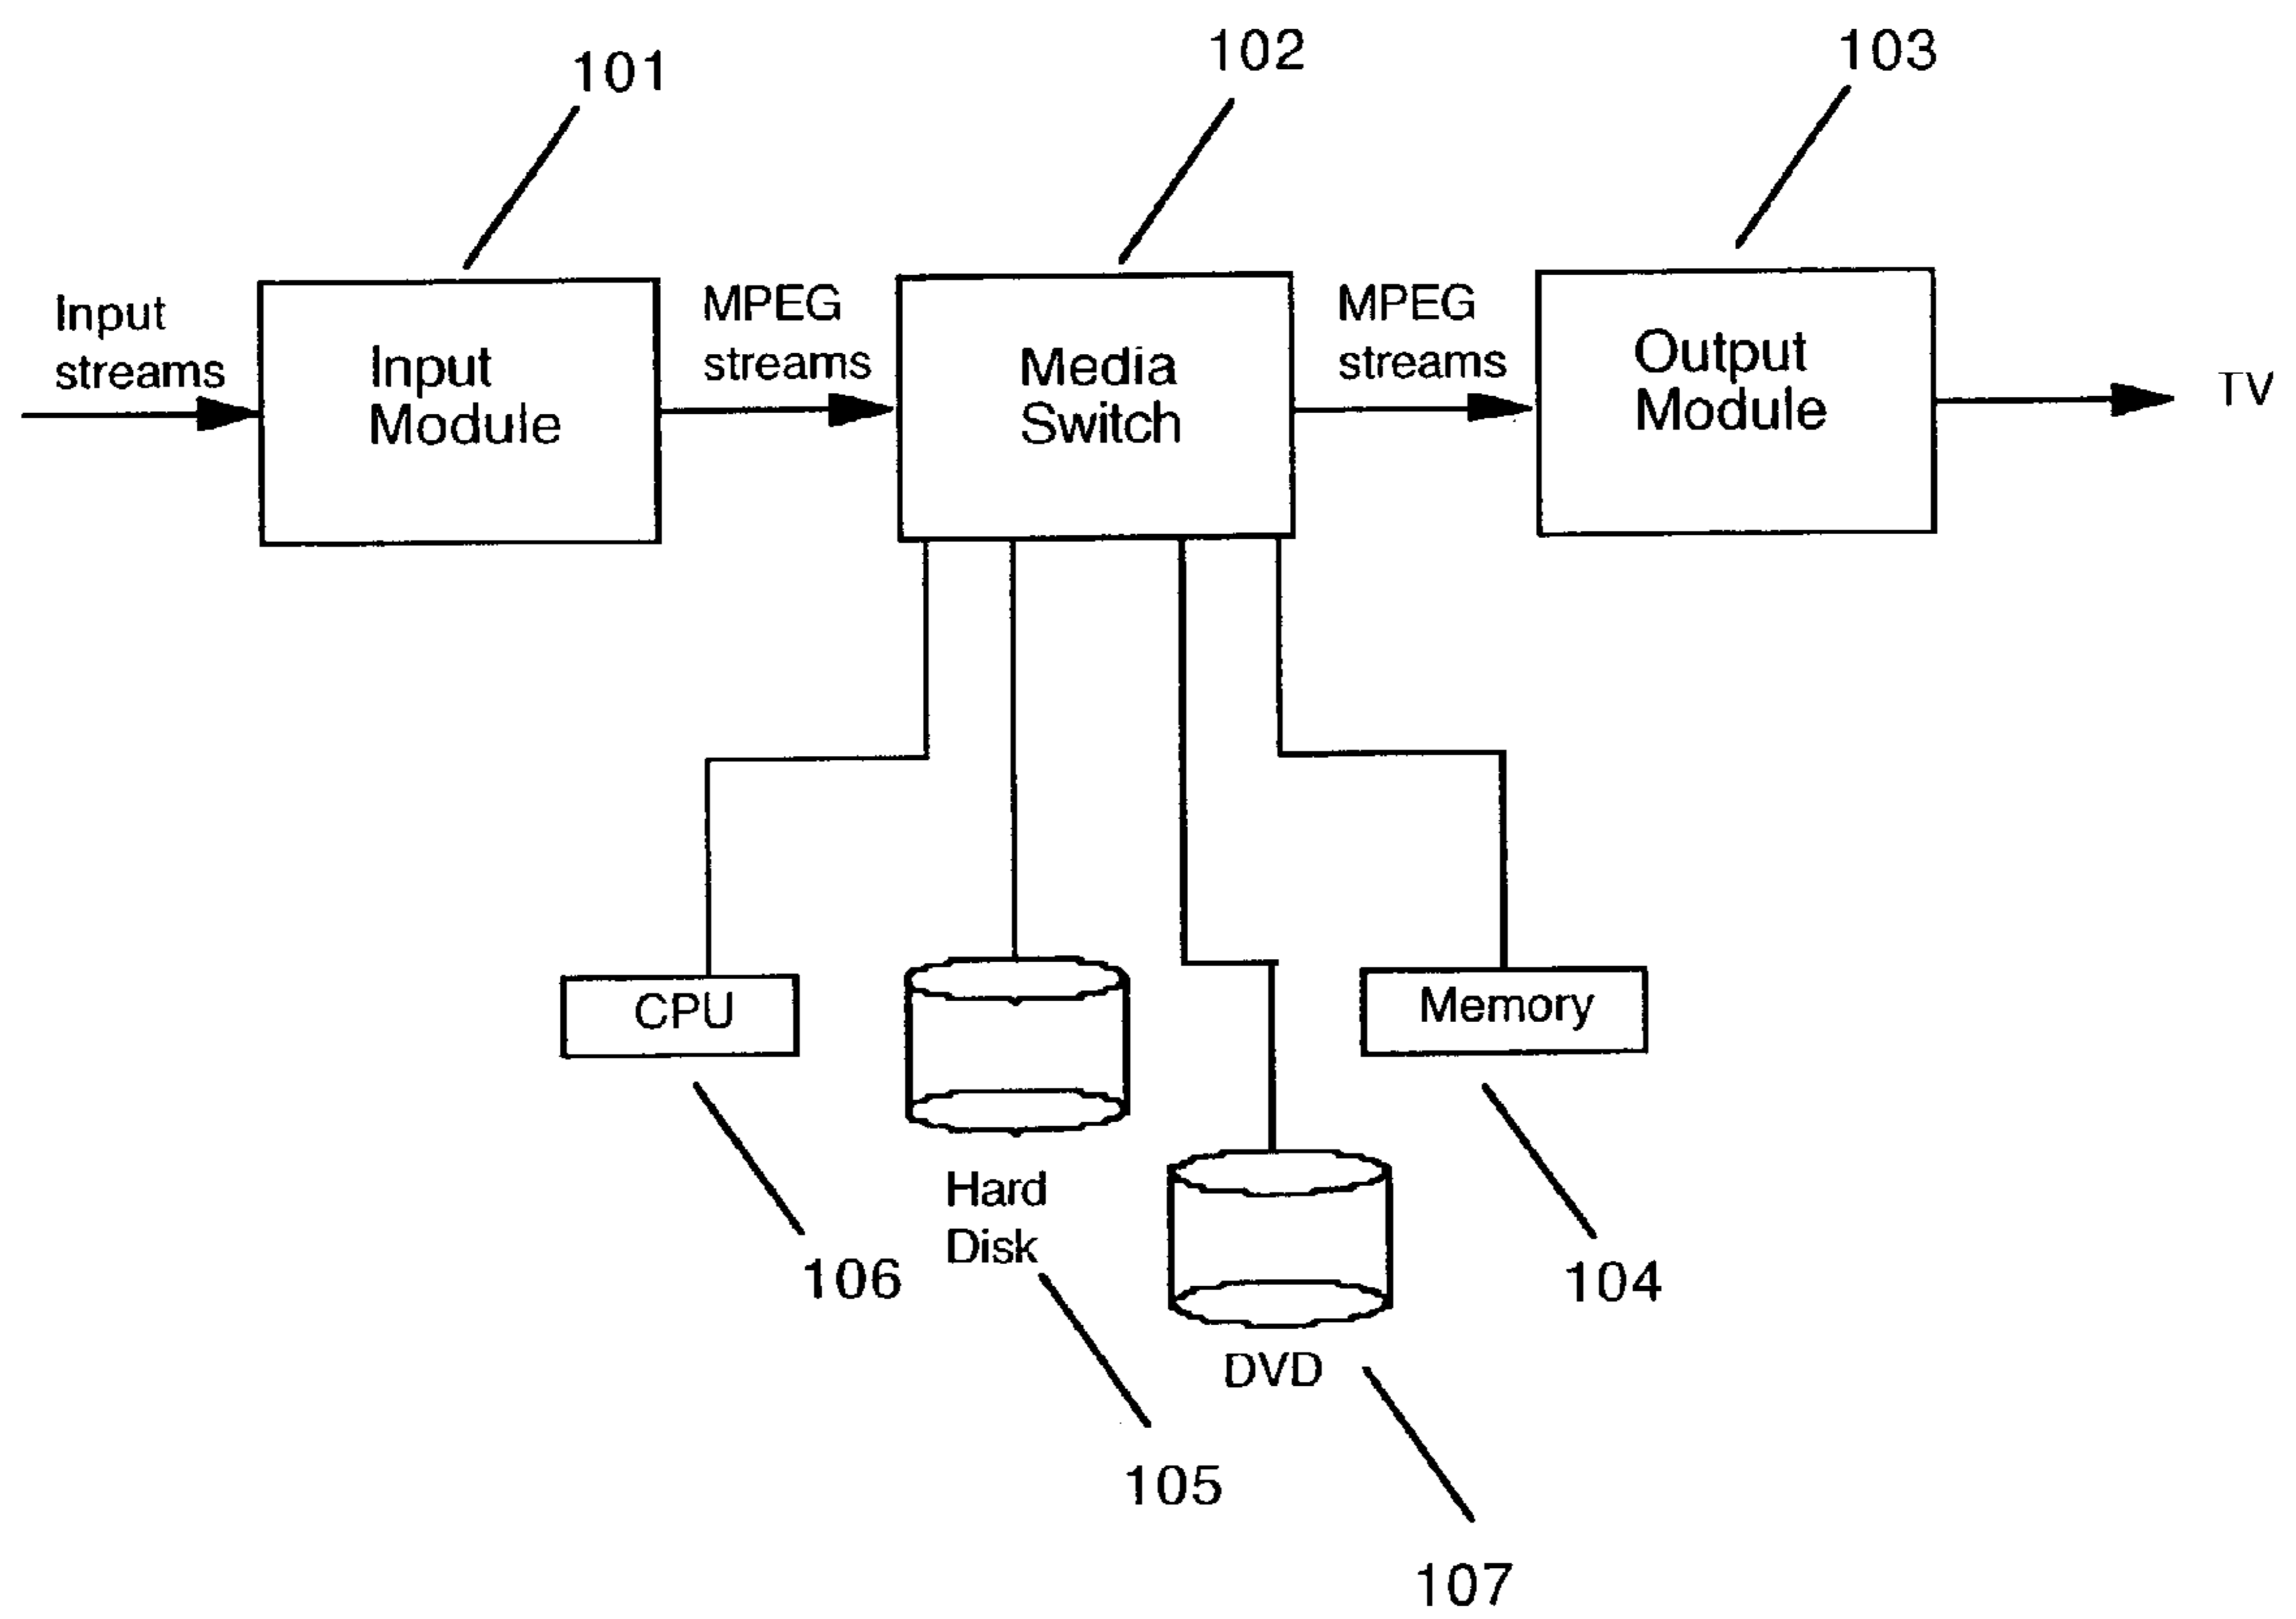 101
102
103
Input
streams
Input
Module
MPEG
streams
Media
Switch
MPEG
streams
Output
Module
TV
CPU
Memory
106
Hard
Disk
104
DVD
105
107